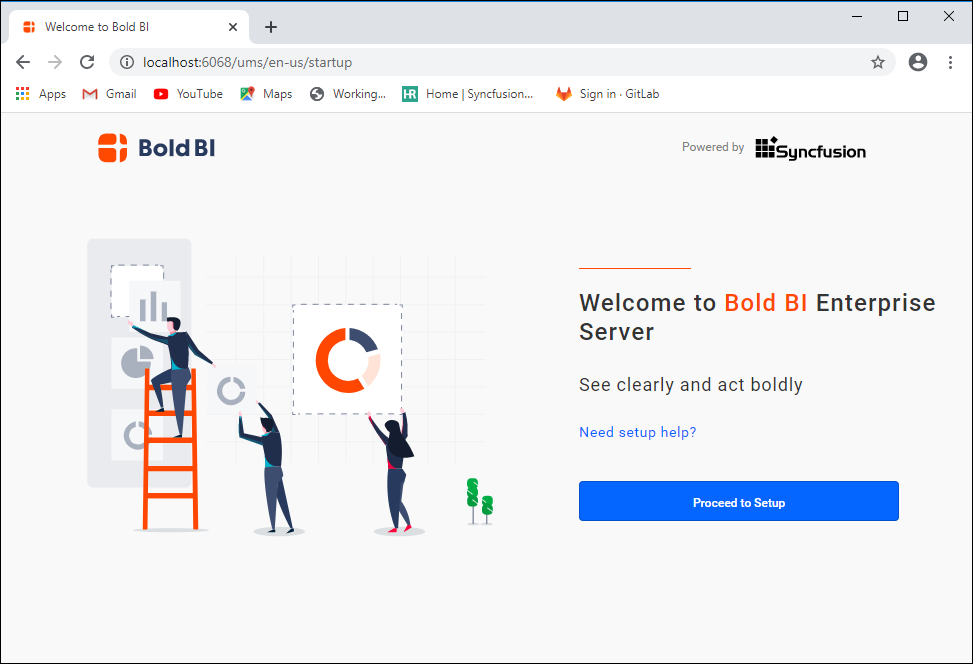 Welcome to Bold BI
localhost:6068/ums/en-us/startup
Apps Gmail YouTube Maps Working... HR Home | Syncfusion... Sign in · GitLab
Bold BI Powered by Syncfusion
Welcome to Bold BI Enterprise
Server
See clearly and act boldly
Need setup help?
Proceed to Setup